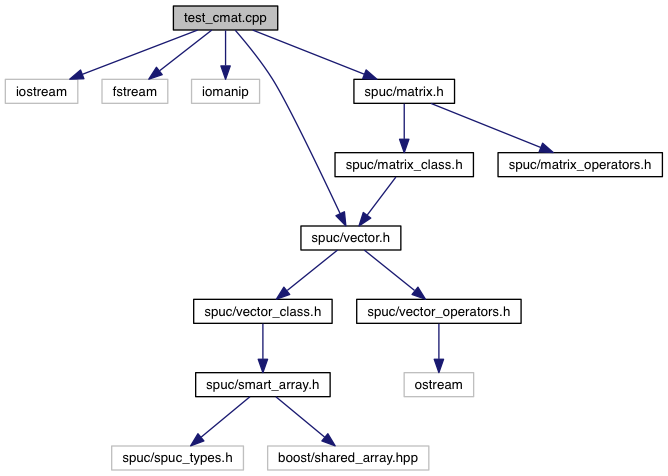 test_cmat.cpp
iostream
fstream
iomanip
spuc/matrix.h
spuc/matrix_class.h
spuc/matrix_operators.h
spuc/vector.h
spuc/vector_class.h
spuc/vector_operators.h
spuc/smart_array.h
ostream
spuc/spuc_types.h
boost/shared_array.hpp